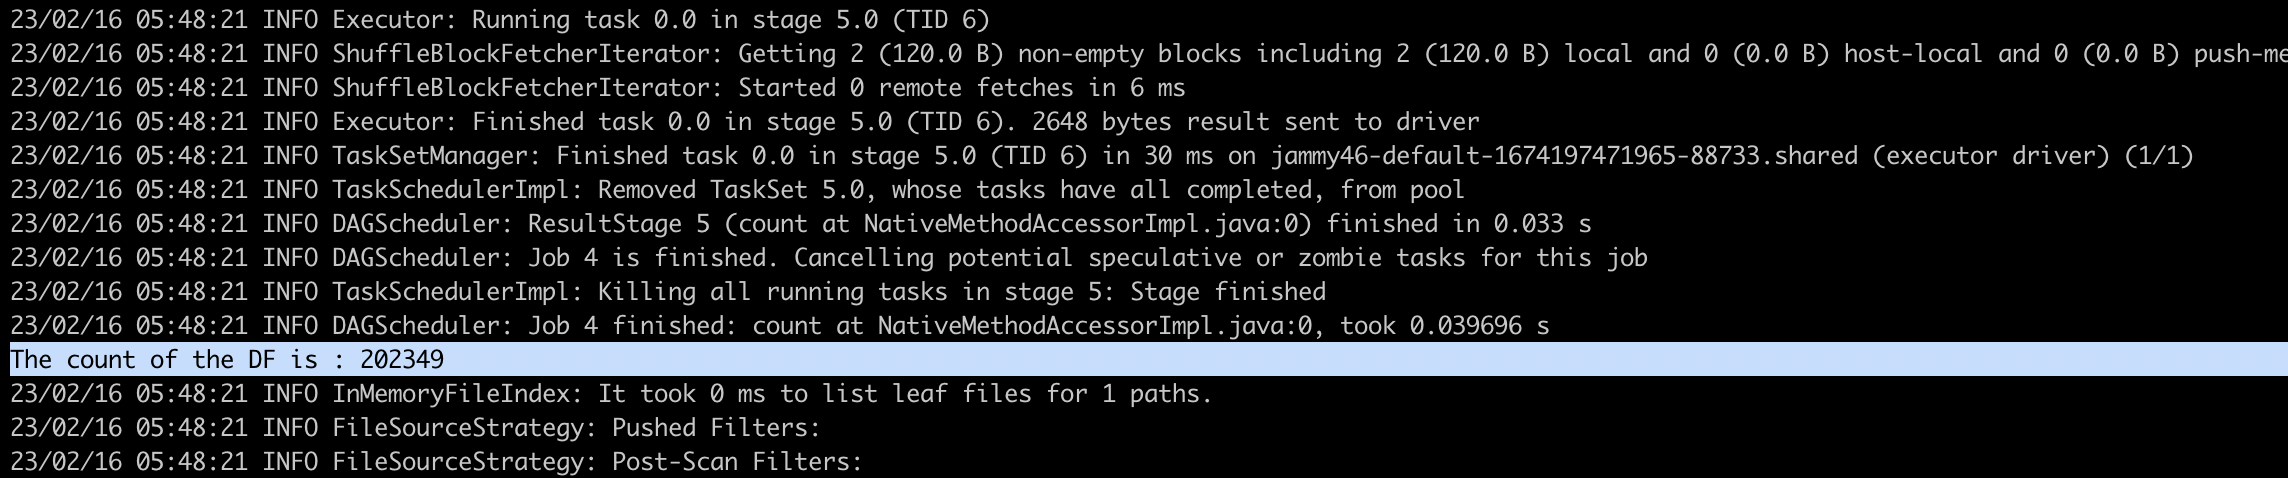 23/02/16 05:48:21 INFO Executor: Running task 0.0 in stage 5.0 (TID 6)
23/02/16 05:48:21 INFO ShuffleBlockFetcherIterator: Getting 2 (120.0 B) non-empty blocks including 2 (120.0 B) local and 0 (0.0 B) host-local and 0 (0.0 B) push-me
23/02/16 05:48:21 INFO ShuffleBlockFetcherIterator: Started 0 remote fetches in 6 ms
23/02/16 05:48:21 INFO Executor: Finished task 0.0 in stage 5.0 (TID 6). 2648 bytes result sent to driver
23/02/16 05:48:21 INFO TaskSetManager: Finished task 0.0 in stage 5.0 (TID 6) in 30 ms on jammy46-default-1674197471965-88733.shared (executor driver) (1/1)
23/02/16 05:48:21 INFO TaskSchedulerImpl: Removed TaskSet 5.0, whose tasks have all completed, from pool
23/02/16 05:48:21 INFO DAGScheduler: ResultStage 5 (count at NativeMethodAccessorImpl.java:0) finished in 0.033 s
23/02/16 05:48:21 INFO DAGScheduler: Job 4 is finished. Cancelling potential speculative or zombie tasks for this job
23/02/16 05:48:21 INFO TaskSchedulerImpl: Killing all running tasks in stage 5: Stage finished
23/02/16 05:48:21 INFO DAGScheduler: Job 4 finished: count at NativeMethodAccessorImpl.java:0, took 0.039696 s
The count of the DF is : 202349
23/02/16 05:48:21 INFO InMemoryFileIndex: It took 0 ms to list leaf files for 1 paths.
23/02/16 05:48:21 INFO FileSourceStrategy: Pushed Filters:
23/02/16 05:48:21 INFO FileSourceStrategy: Post-Scan Filters: